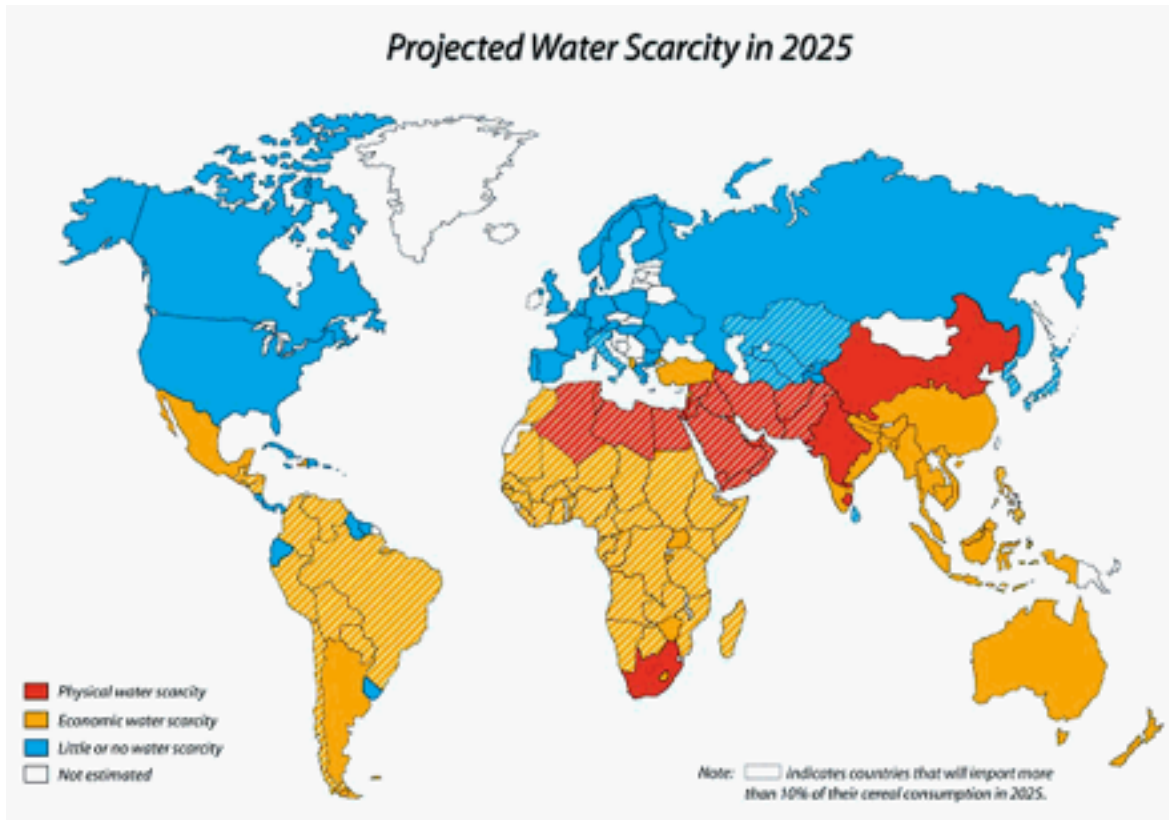 Projected Water Scarcity in 2025
Physical water scarcity
Economic water scarcity
Little or no water scarcity
Not estimated
Note: indicates countries that will import more
than 10% of their cereal consumption in 2025.